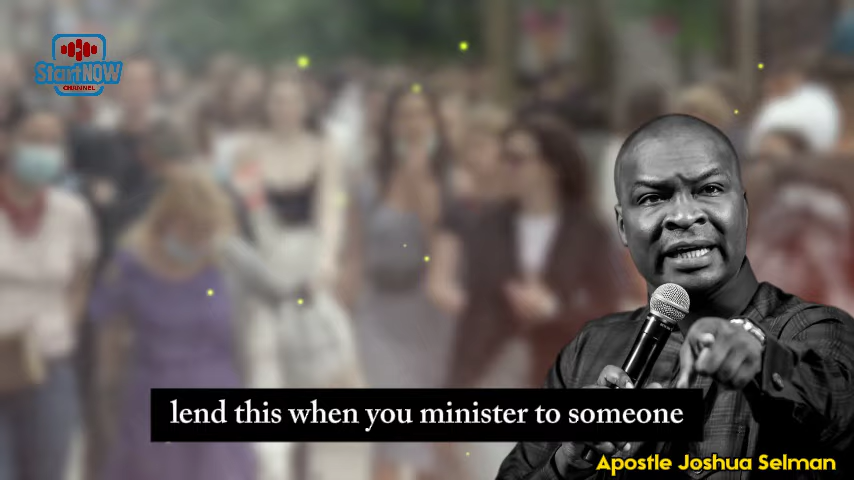 StartNOW
CHANNEL
lend this when you minister to someone
Apostle Joshua Selman